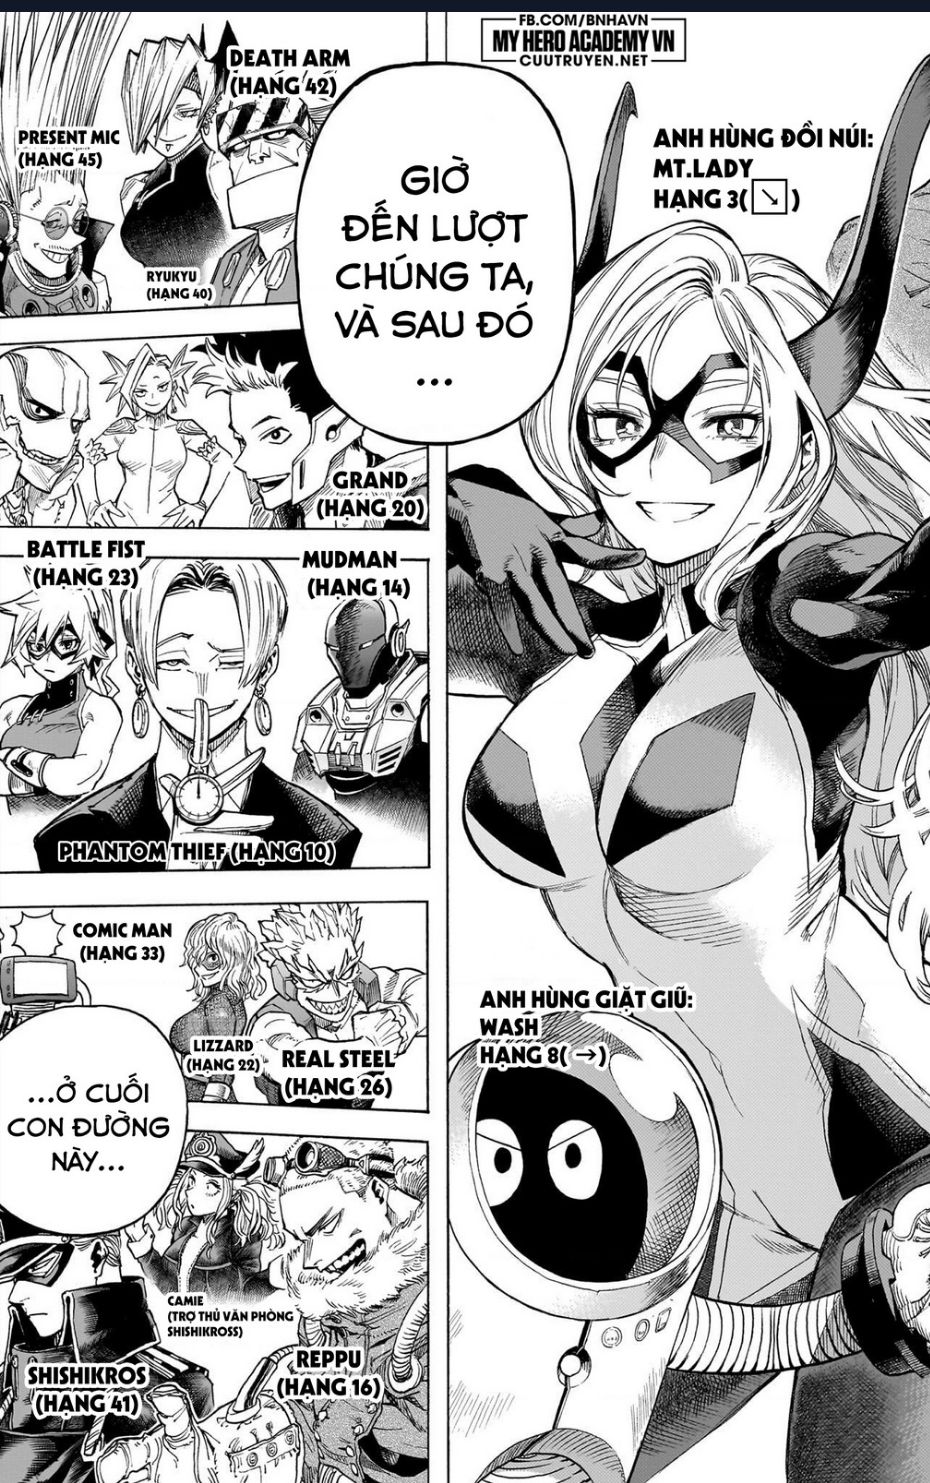 FB.COM/BNHAVN
MY HERO ACADEMY VN
CUUTRUYEN.NET
ANH HÙNG ĐỒI NÚI:
MT.LADY
HẠNG 3(↘)
GIỜ
ĐẾN LƯỢT
CHÚNG TA,
VÀ SAU ĐÓ
...
DEATH ARM
(HẠNG 42)
PRESENT MIC
(HẠNG 45)
RYUKYU
(HẠNG 40)
GRAND
(HẠNG 20)
BATTLE FIST
(HẠNG 23)
MUDMAN
(HẠNG 14)
M
PHANTOM THIEF (HẠNG 10)
COMIC MAN
(HẠNG 33)
LIZZARD
(HẠNG 22)
REAL STEEL
(HẠNG 26)
ANH HÙNG GIẶT GIŨ:
WASH
HẠNG 8(→)
...Ở CUỐI
CON ĐƯỜNG
NÀY...
CAMIE
(TRỢ THỦ VĂN PHÒNG
SHISHIKROSS)
REPPU
(HẠNG 16)
SHISHIKROS
(HẠNG 41)